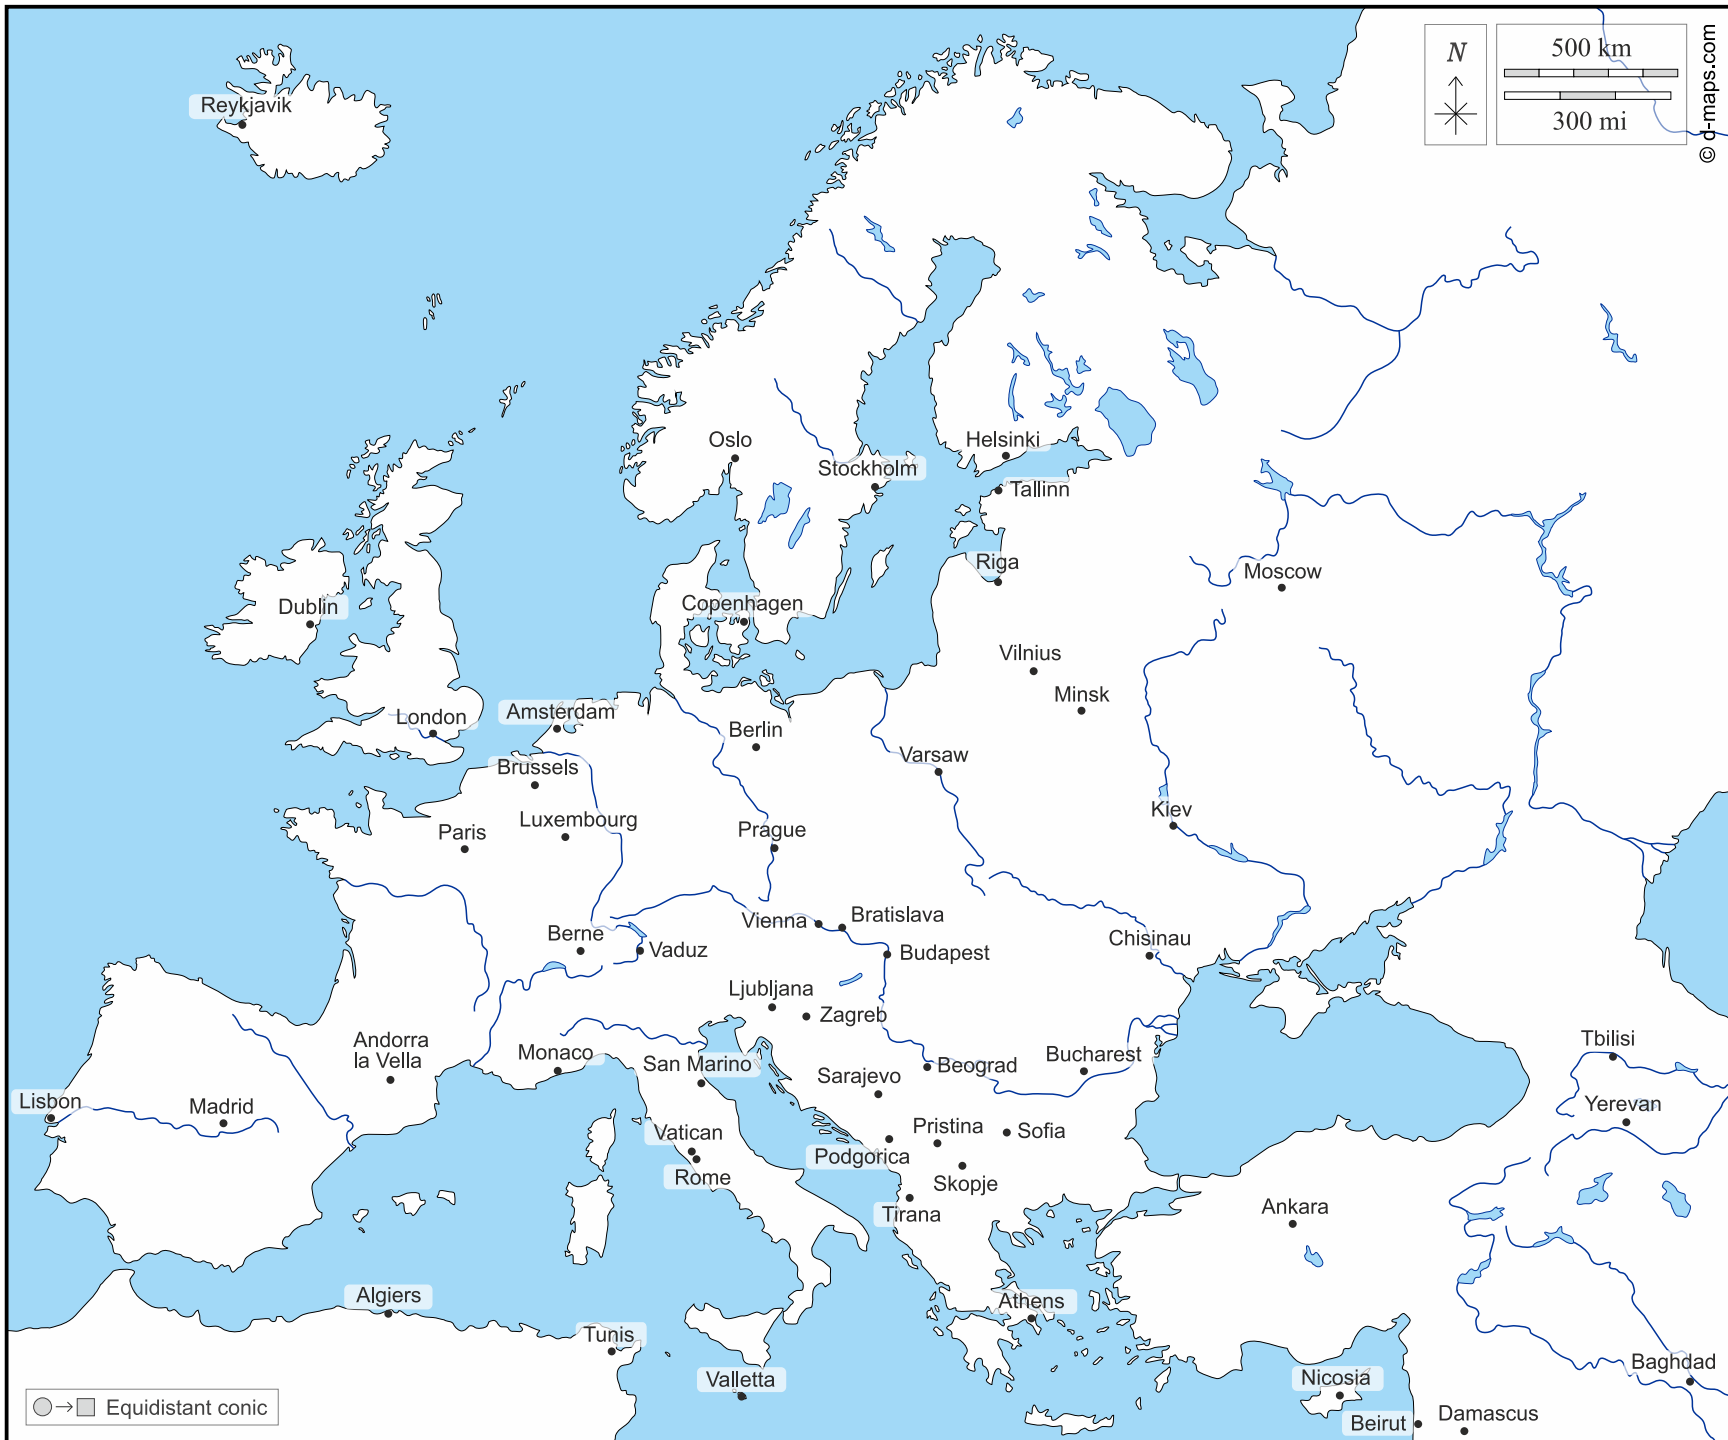 N
500 km
300 mi
© d-maps.com
Reykjavik
Oslo
Helsinki
Stockholm
Tallinn
Riga
Moscow
Dublin
Copenhagen
Vilnius
Minsk
London
Amsterdam
Berlin
Varsaw
Brussels
Kiev
Luxembourg
Paris
Prague
Vienna
Bratislava
Berne
Vaduz
Budapest
Chisinau
Ljubljana
Zagreb
Andorra
la Vella
Monaco
San Marino
Beograd
Bucharest
Tbilisi
Sarajevo
Lisbon
Madrid
Yerevan
Pristina
Sofia
Vatican
Podgorica
Rome
Skopje
Tirana
Ankara
Algiers
Athens
Tunis
Valletta
Nicosia
Baghdad
Beirut
Damascus
Equidistant conic